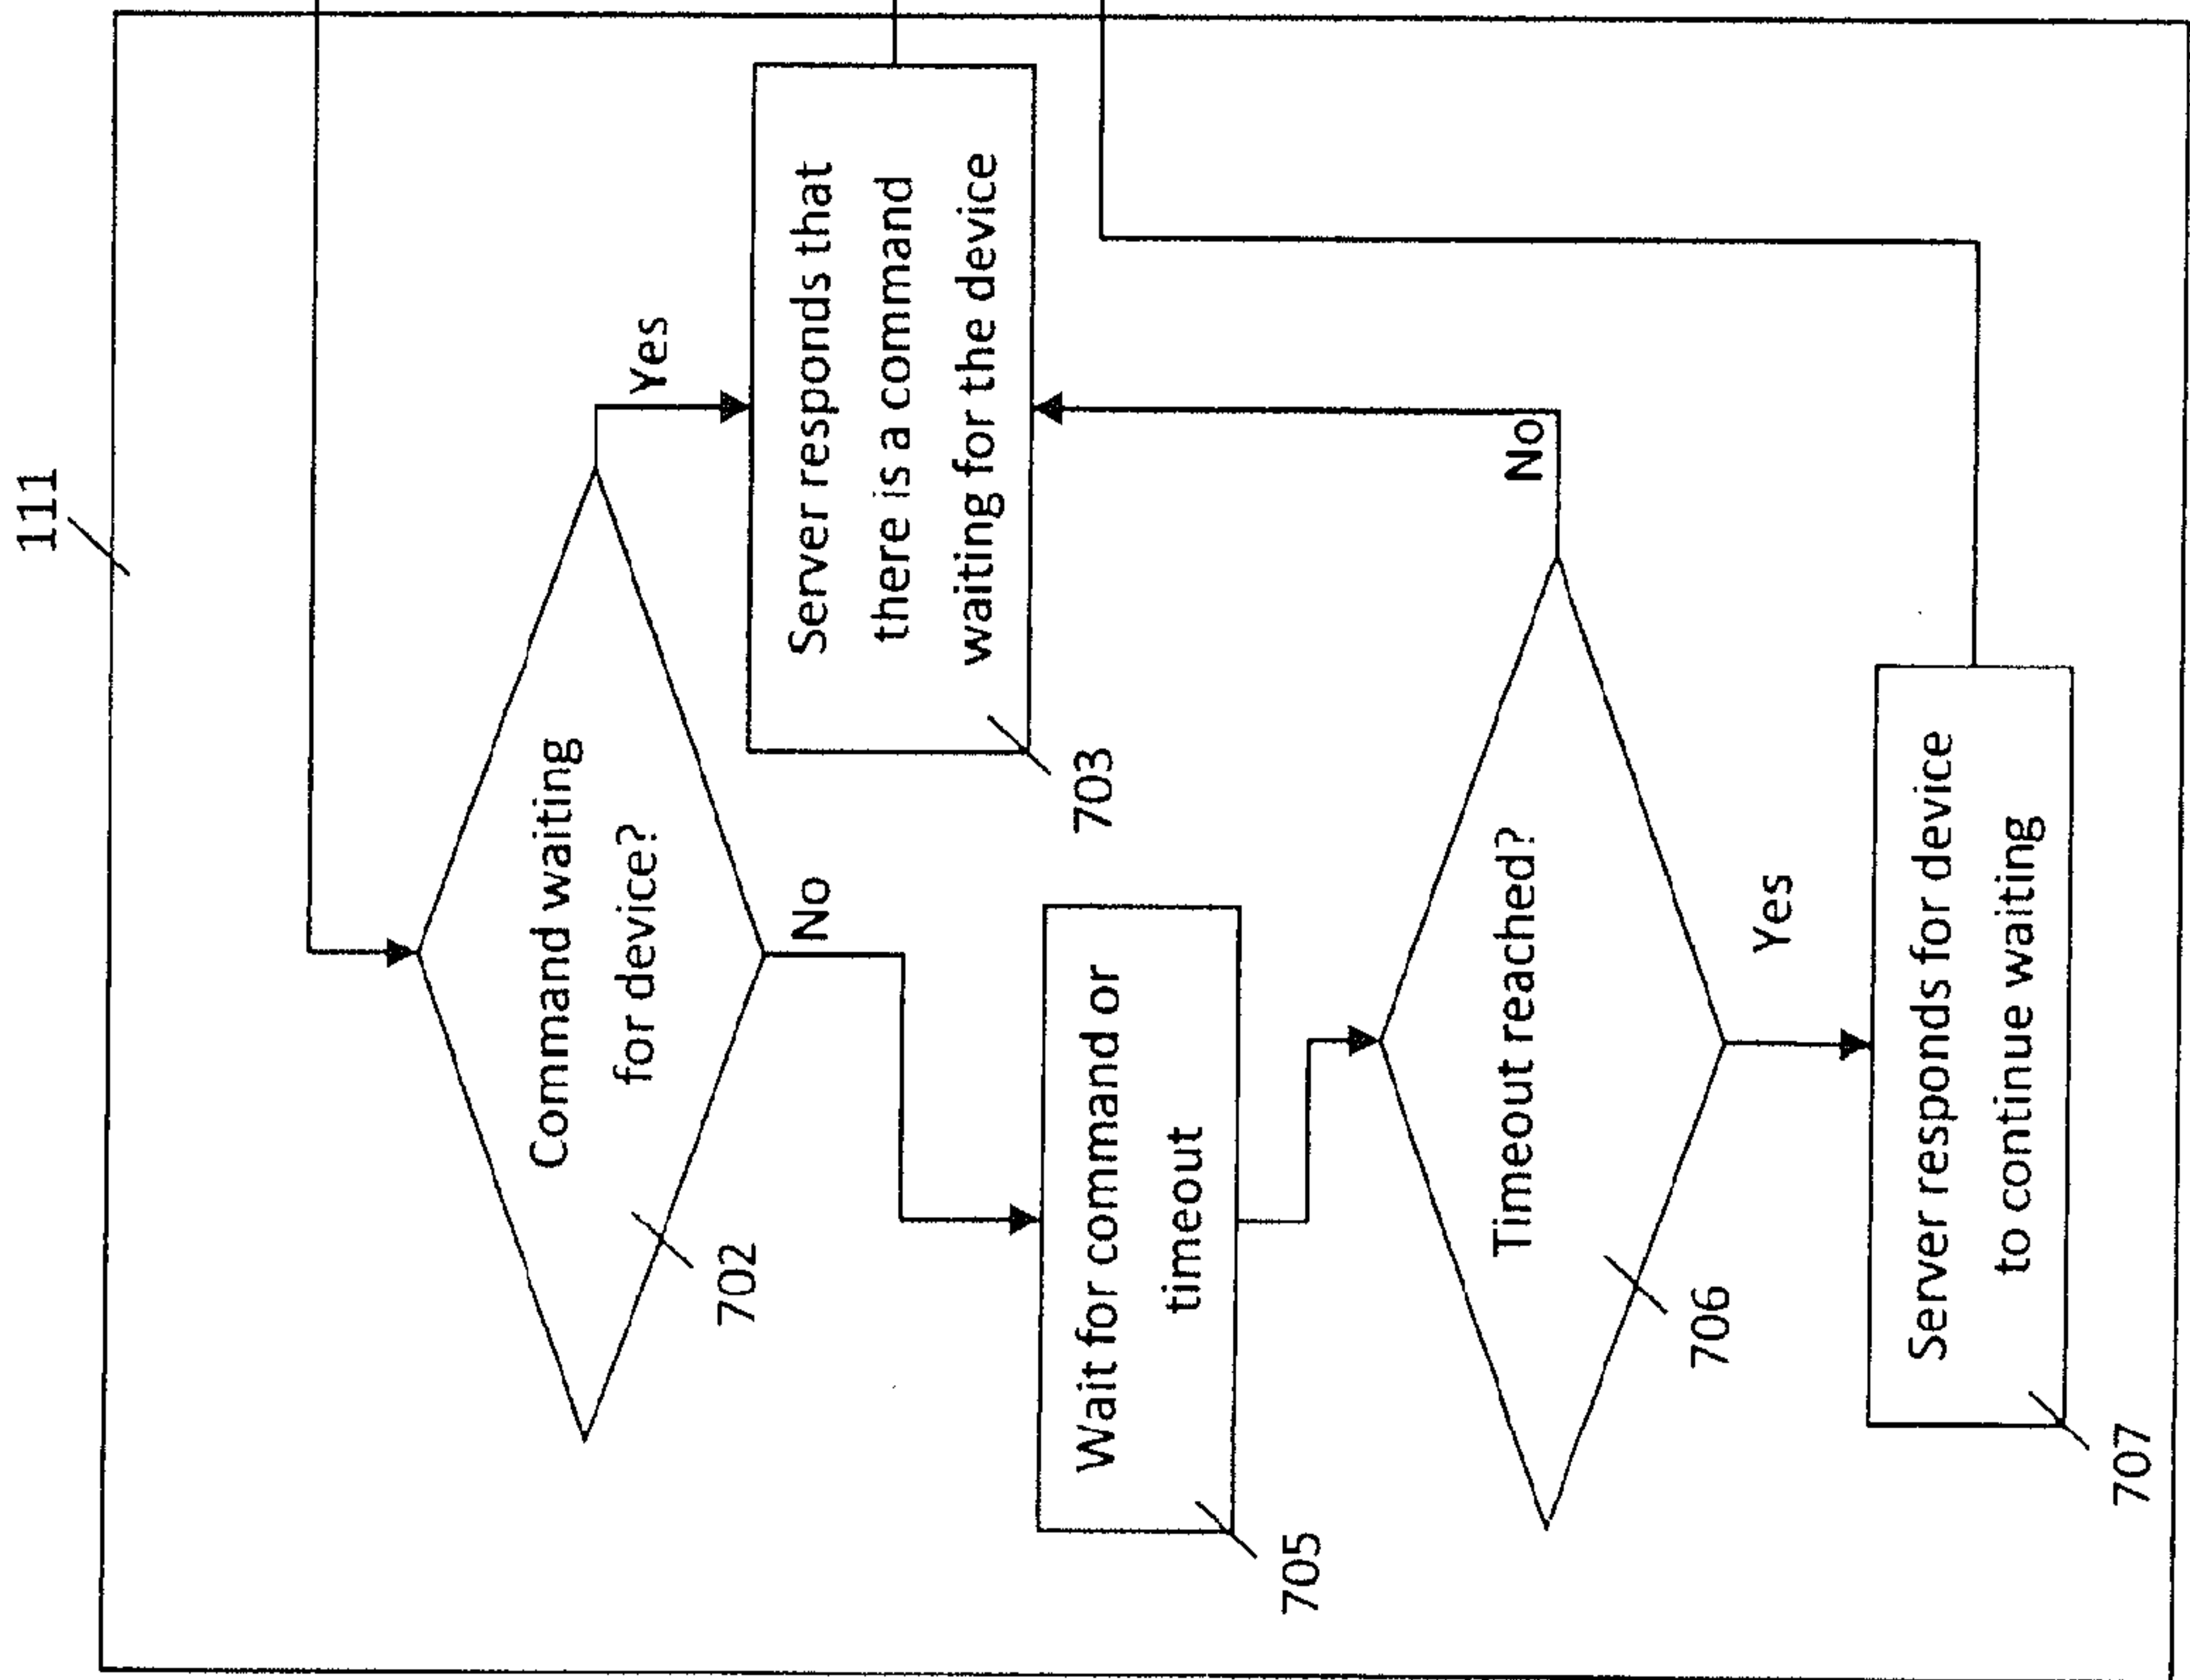 111
Command waiting
for device?
702
Yes
No
Server responds that
there is a command
waiting for the device
703
Wait for command or
timeout
705
Timeout reached?
706
No
Yes
Server responds for device
to continue waiting
707